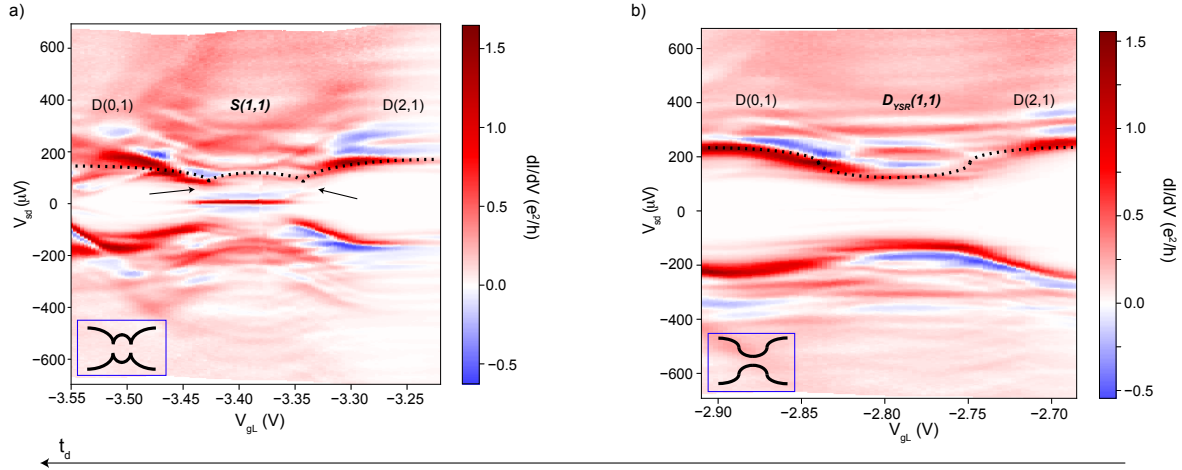 a)
D(0,1)
S(1,1)
D(2,1)
600
400
200
0
−200
−400
−600
V_sd (μV)
−3.55
−3.50
−3.45
−3.40
−3.35
−3.30
−3.25
V_gL (V)
1.5
1.0
0.5
0.0
−0.5
dI/dV (e²/h)
b)
D(0,1)
D_YSR(1,1)
D(2,1)
600
400
200
0
−200
−400
−600
V_sd (μV)
−2.90
−2.85
−2.80
−2.75
−2.70
V_gL (V)
1.5
1.0
0.5
0.0
−0.5
dI/dV (e²/h)
t_d